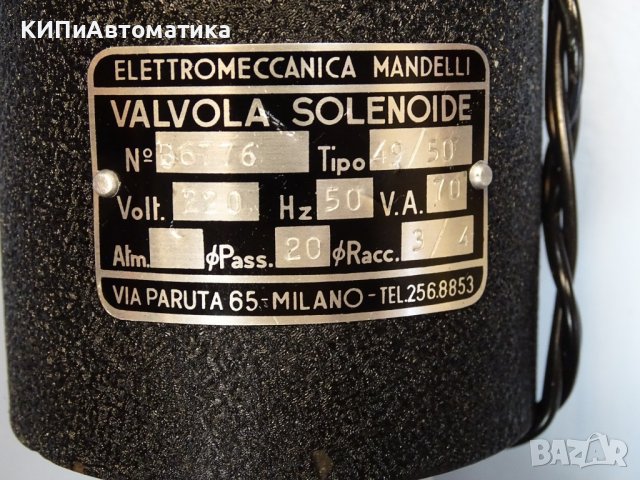 КИПиАвтоматика
ELETTROMECCANICA MANDELLI
VALVOLA SOLENOIDE
Nº 36776 Tipo 49/50
Volt. 220 Hz 50 V.A. 70
Atm. φPass. 20 φRacc. 3/4
VIA PARUTA 65-MILANO-TEL.256.8853
BAZAR